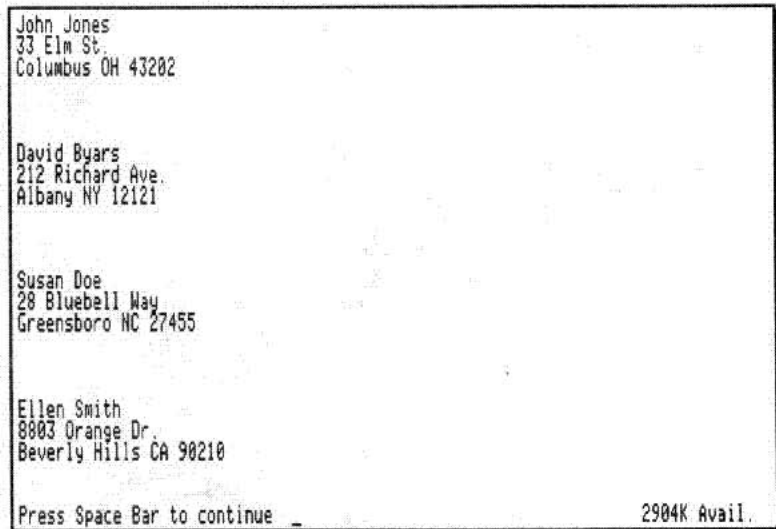 John Jones
33 Elm St.
Columbus OH 43202
David Byars
212 Richard Ave.
Albany NY 12121
Susan Doe
28 Bluebell Way
Greensboro NC 27455
Ellen Smith
8803 Orange Dr.
Beverly Hills CA 90210
Press Space Bar to continue _ 2904K Avail.